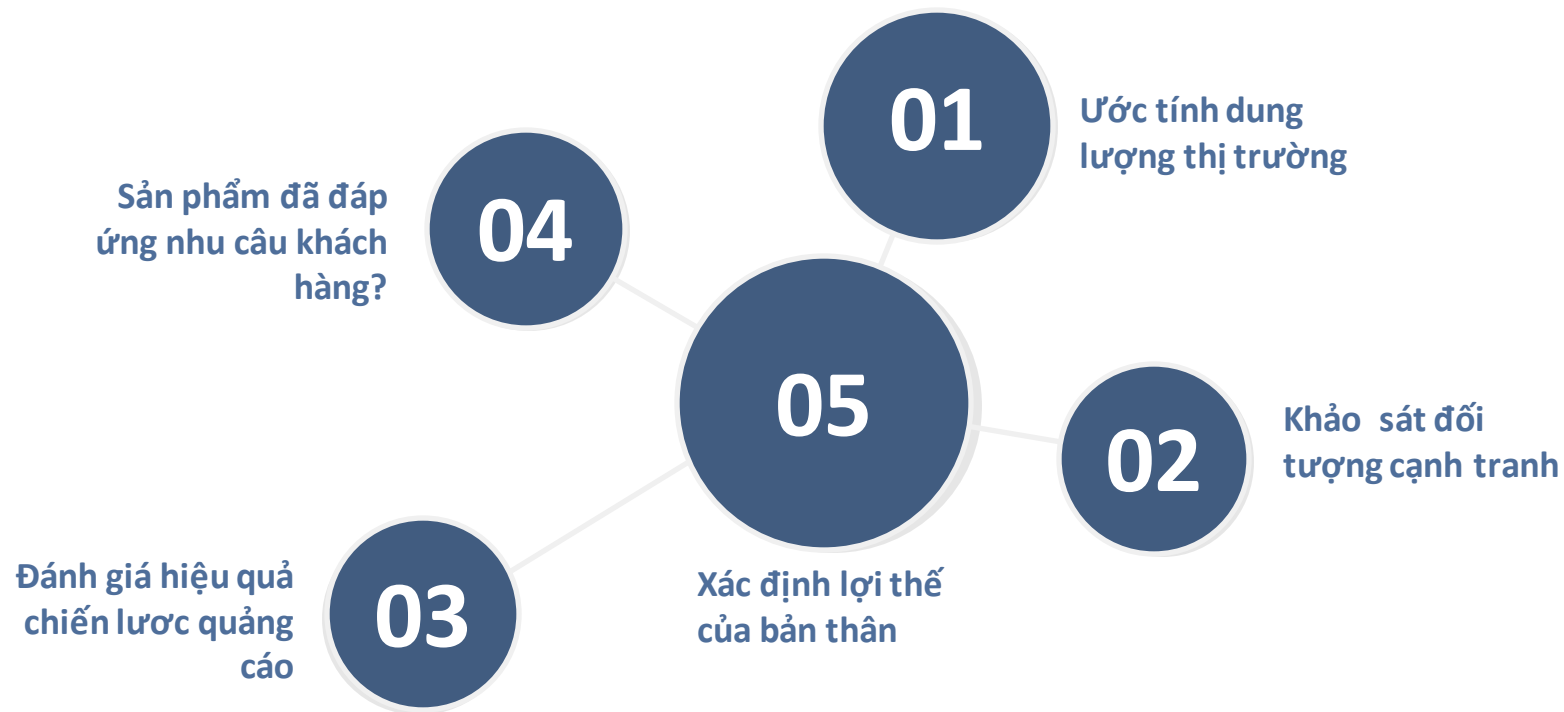 01
Ước tính dung
lượng thị trường
04
Sản phẩm đã đáp
ứng nhu câu khách
hàng?
05
Xác định lợi thế
của bản thân
02
Khảo sát đối
tượng cạnh tranh
03
Đánh giá hiệu quả
chiến lươc quảng
cáo